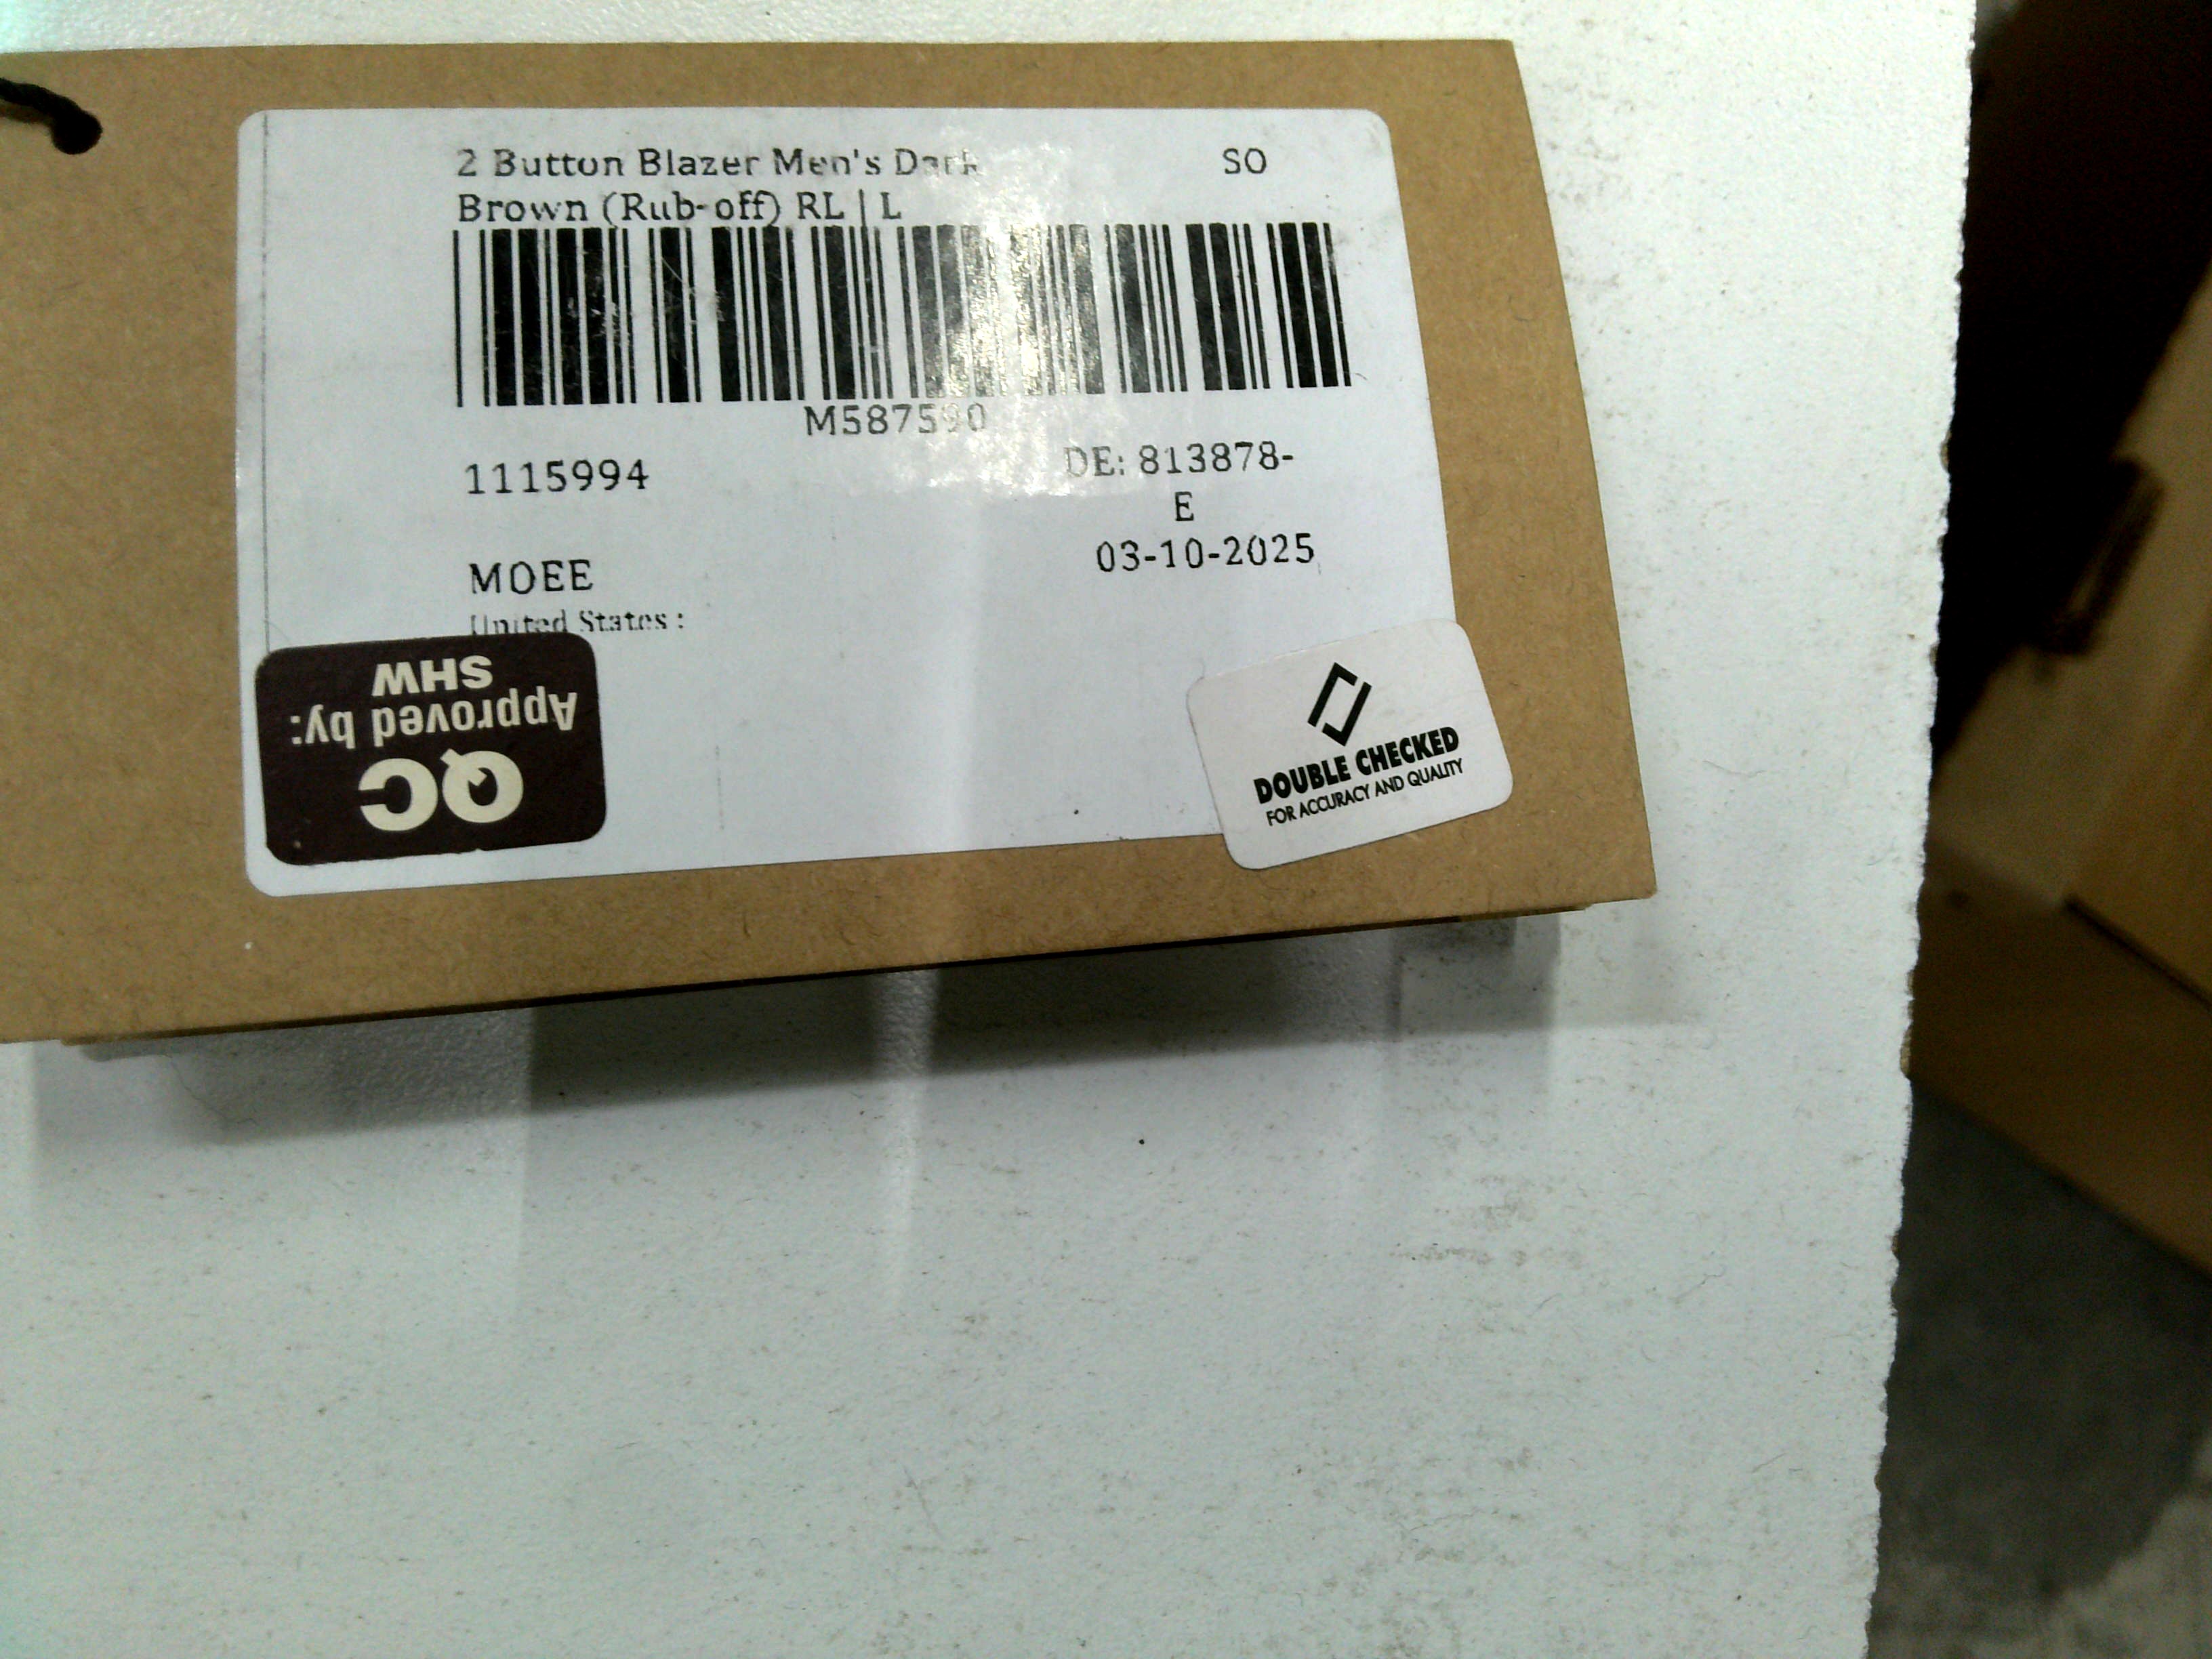 2 Button Blazer Men's Dark
Brown (Rub-off) RL | L
SO
M587590
1115994
DE: 813878-
E
03-10-2025
MOEE
United States :
QC
Approved by:
SHW
DOUBLE CHECKED
FOR ACCURACY AND QUALITY